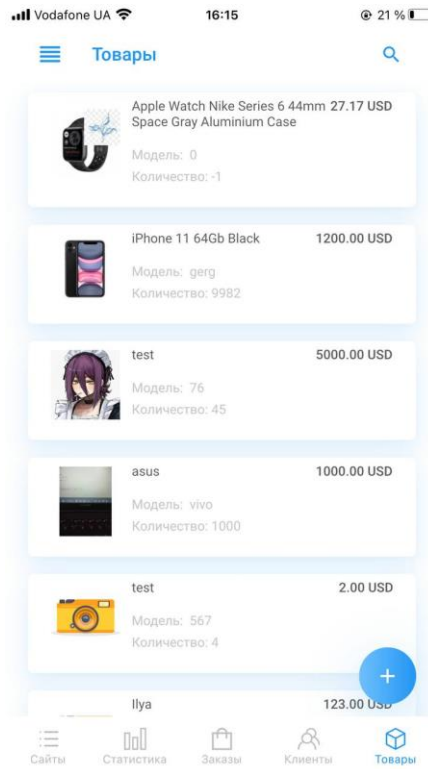 Vodafone UA
16:15
21 %
Товары
Apple Watch Nike Series 6 44mm 27.17 USD
Space Gray Aluminium Case
Модель: 0
Количество: -1
iPhone 11 64Gb Black 1200.00 USD
Модель: gerg
Количество: 9982
test 5000.00 USD
Модель: 76
Количество: 45
asus 1000.00 USD
Модель: vivo
Количество: 1000
test 2.00 USD
Модель: 567
Количество: 4
+
Ilya 123.00 USD
Сайты Статистика Заказы Клиенты Товары